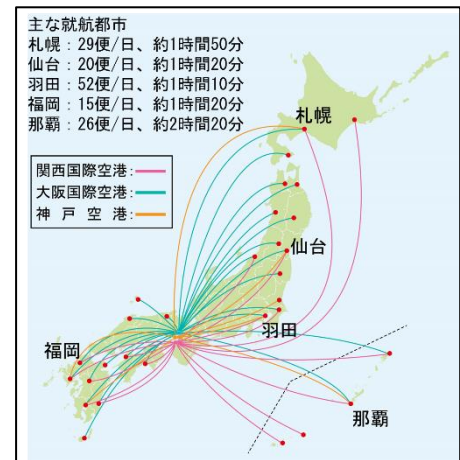 主な就航都市
札幌：29便/日、約1時間50分
仙台：20便/日、約1時間20分
羽田：52便/日、約1時間10分
福岡：15便/日、約1時間20分
那覇：26便/日、約2時間20分
札幌
関西国際空港：
大阪国際空港：
神戸空港：
仙台
羽田
福岡
那覇